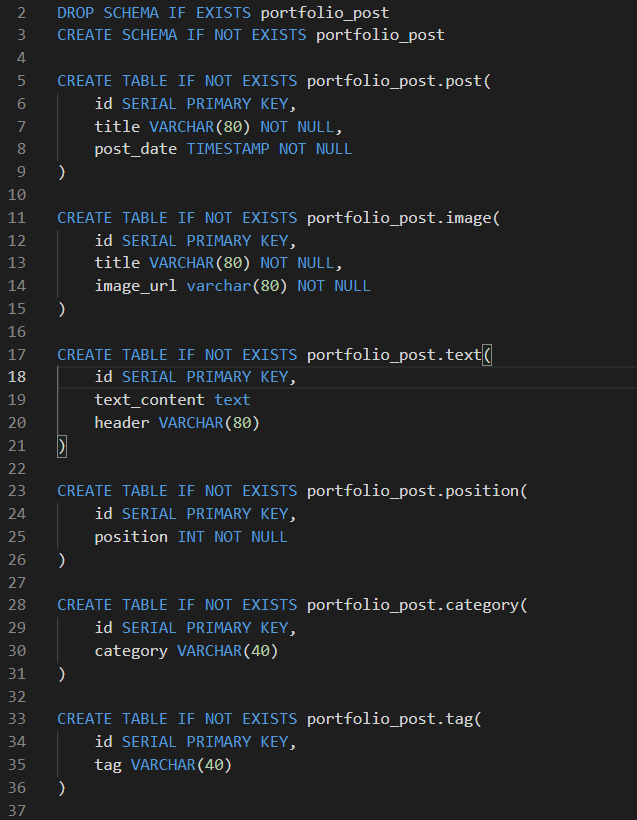 2 DROP SCHEMA IF EXISTS portfolio_post
3 CREATE SCHEMA IF NOT EXISTS portfolio_post
4
5 CREATE TABLE IF NOT EXISTS portfolio_post.post(
6 id SERIAL PRIMARY KEY,
7 title VARCHAR(80) NOT NULL,
8 post_date TIMESTAMP NOT NULL
9 )
10
11 CREATE TABLE IF NOT EXISTS portfolio_post.image(
12 id SERIAL PRIMARY KEY,
13 title VARCHAR(80) NOT NULL,
14 image_url varchar(80) NOT NULL
15 )
16
17 CREATE TABLE IF NOT EXISTS portfolio_post.text(
18 id SERIAL PRIMARY KEY,
19 text_content text
20 header VARCHAR(80)
21 )
22
23 CREATE TABLE IF NOT EXISTS portfolio_post.position(
24 id SERIAL PRIMARY KEY,
25 position INT NOT NULL
26 )
27
28 CREATE TABLE IF NOT EXISTS portfolio_post.category(
29 id SERIAL PRIMARY KEY,
30 category VARCHAR(40)
31 )
32
33 CREATE TABLE IF NOT EXISTS portfolio_post.tag(
34 id SERIAL PRIMARY KEY,
35 tag VARCHAR(40)
36 )
37